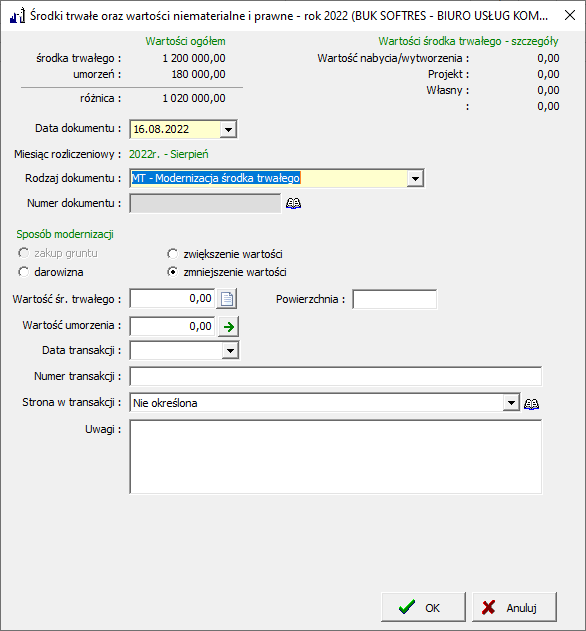 Środki trwałe oraz wartości niematerialne i prawne - rok 2022 (BUK SOFTRES - BIURO USŁUG KOM...
Wartości ogółem
Wartości środka trwałego - szczegóły
środka trwałego : 1 200 000,00
Wartość nabycia/wytworzenia : 0,00
umorzeń : 180 000,00
Projekt : 0,00
Własny : 0,00
różnica : 1 020 000,00
: 0,00
Data dokumentu : 16.08.2022
Miesiąc rozliczeniowy : 2022r. - Sierpień
Rodzaj dokumentu : MT - Modernizacja środka trwałego
Numer dokumentu :
Sposób modernizacji
zakup gruntu
zwiększenie wartości
darowizna
zmniejszenie wartości
Wartość śr. trwałego : 0,00
Powierzchnia :
Wartość umorzenia : 0,00
Data transakcji :
Numer transakcji :
Strona w transakcji : Nie określona
Uwagi :
OK
Anuluj